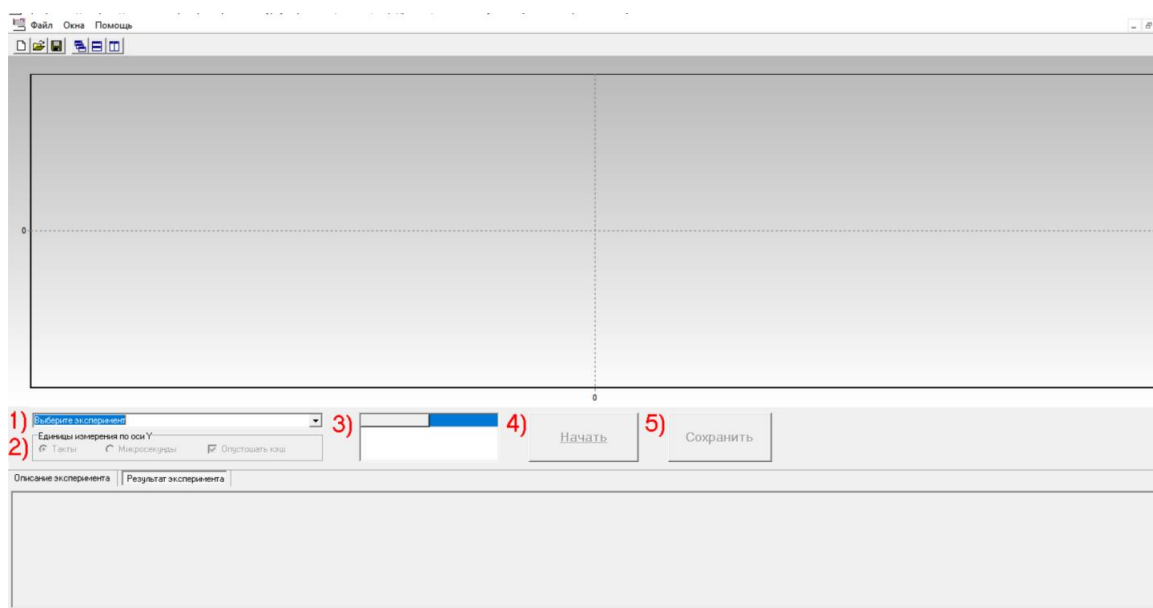 Файл Окна Помощь
0
0
1) Выберите эксперимент
3)
4) Начать
5) Сохранить
2) Единицы измерения по оси Y
Такты Микросекунды Опустошать кэш
Описание эксперимента Результат эксперимента